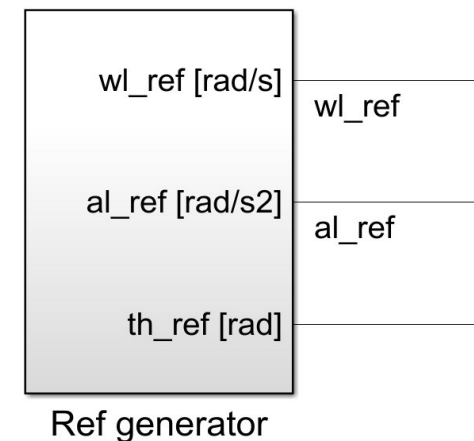 wl_ref [rad/s]
wl_ref
al_ref [rad/s2]
al_ref
th_ref [rad]
Ref generator